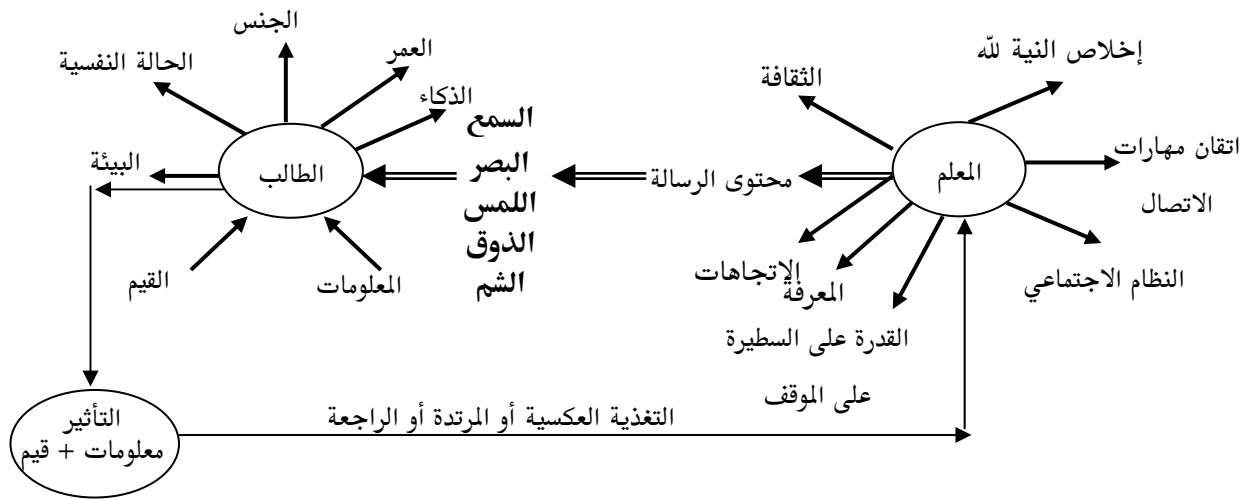 إخلاص النية لله
الثقافة
اتقان مهارات
الاتصال
المعلم
محتوى الرسالة
النظام الاجتماعي
الاتجاهات
المعرفة
القدرة على السطيرة
على الموقف
الجنس
العمر
الحالة النفسية
الذكاء
السمع
البصر
اللمس
الذوق
الشم
الطالب
البيئة
المعلومات
القيم
التأثير
معلومات + قيم
التغذية العكسية أو المرتدة أو الراجعة